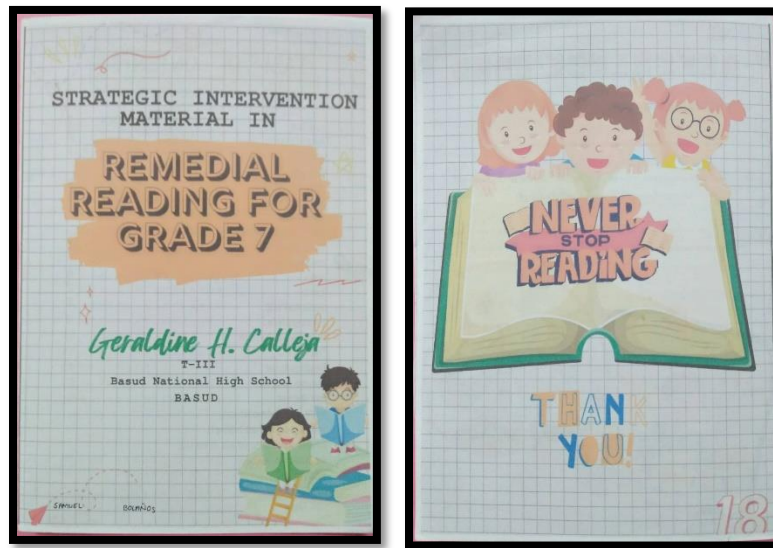 STRATEGIC INTERVENTION
MATERIAL IN
REMEDIAL
READING FOR
GRADE 7
Geraldine H. Calleja
T-III
Basud National High School
BASUD
SAMUEL BOLAÑOS
NEVER
STOP
READING
THANK
YOU!
18